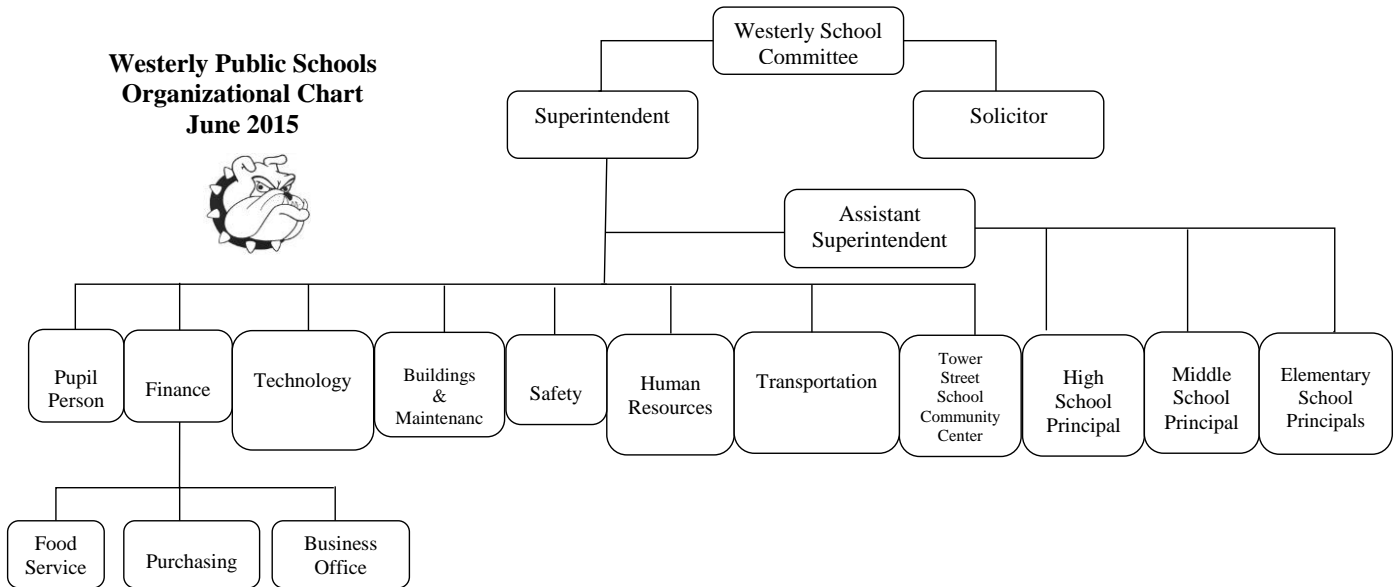 Westerly Public Schools
Organizational Chart
June 2015
Westerly School
Committee
Superintendent
Solicitor
Assistant
Superintendent
Pupil
Person
Finance
Technology
Buildings
&
Maintenanc
Safety
Human
Resources
Transportation
Tower
Street
School
Community
Center
High
School
Principal
Middle
School
Principal
Elementary
School
Principals
Food
Service
Purchasing
Business
Office